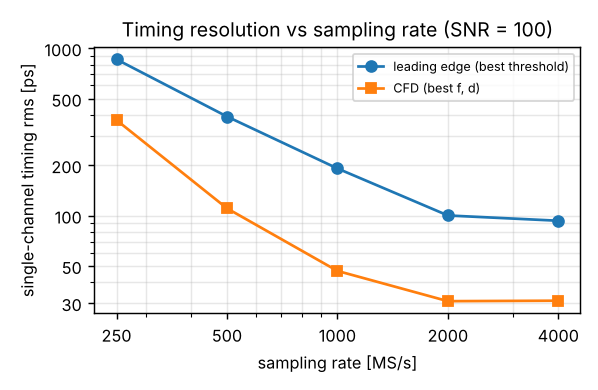 Timing resolution vs sampling rate (SNR = 100)
single-channel timing rms [ps]
1000
500
200
100
50
30
leading edge (best threshold)
CFD (best f, d)
250 500 1000 2000 4000
sampling rate [MS/s]